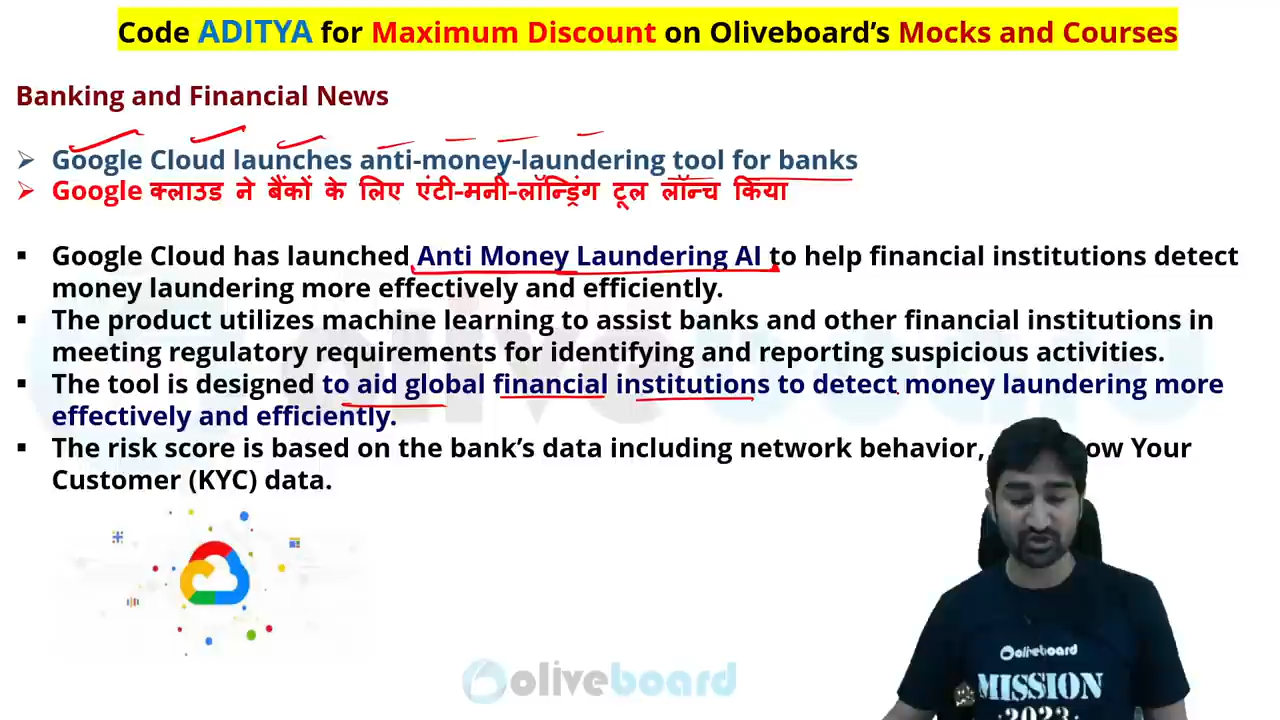 Code ADITYA for Maximum Discount on Oliveboard's Mocks and Courses
Banking and Financial News
Google Cloud launches anti-money-laundering tool for banks
Google क्लाउड ने बैंकों के लिए एंटी-मनी-लॉन्ड्रिंग टूल लॉन्च किया
Google Cloud has launched Anti Money Laundering AI to help financial institutions detect
money laundering more effectively and efficiently.
The product utilizes machine learning to assist banks and other financial institutions in
meeting regulatory requirements for identifying and reporting suspicious activities.
The tool is designed to aid global financial institutions to detect money laundering more
effectively and efficiently.
The risk score is based on the bank's data including network behavior, Your
Customer (KYC) data.
oliveboard
oliveboard
MISSION
2023